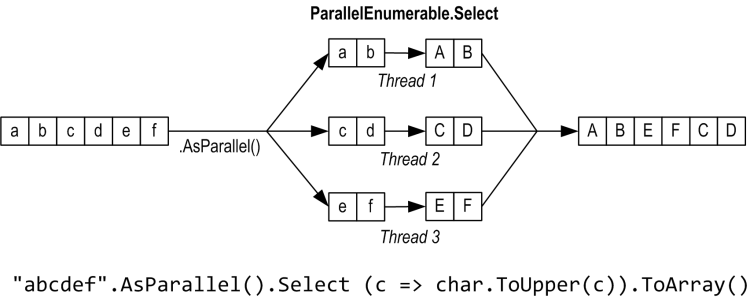 ParallelEnumerable.Select
a b A B
Thread 1
a b c d e f .AsParallel() c d C D A B E F C D
Thread 2
e f E F
Thread 3
"abcdef".AsParallel().Select (c => char.ToUpper(c)).ToArray()